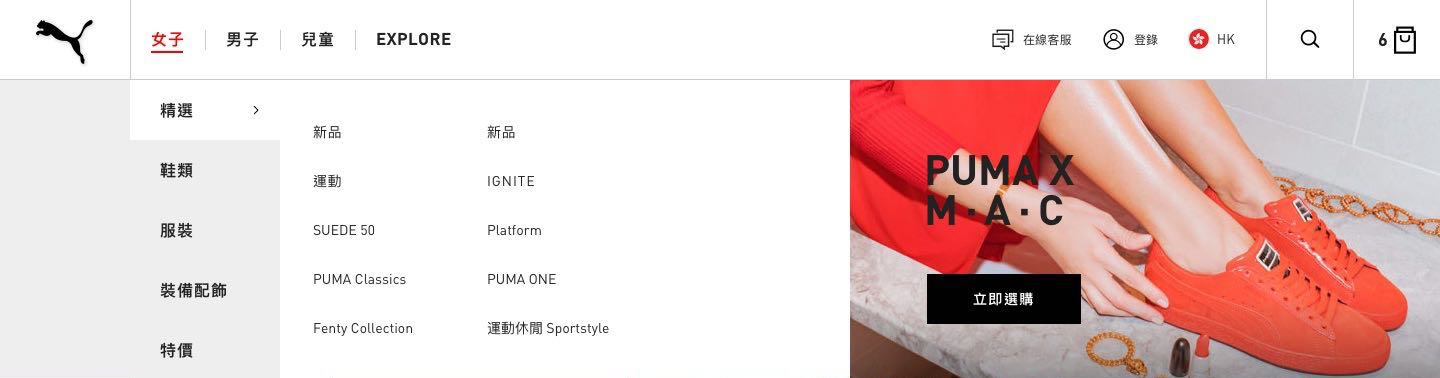 女子
男子
兒童
EXPLORE
在線客服
登錄
HK
6
精選
鞋類
服裝
裝備配飾
特價
新品
運動
SUEDE 50
PUMA Classics
Fenty Collection
新品
IGNITE
Platform
PUMA ONE
運動休閒 Sportstyle
PUMA X
M·A·C
立即選購